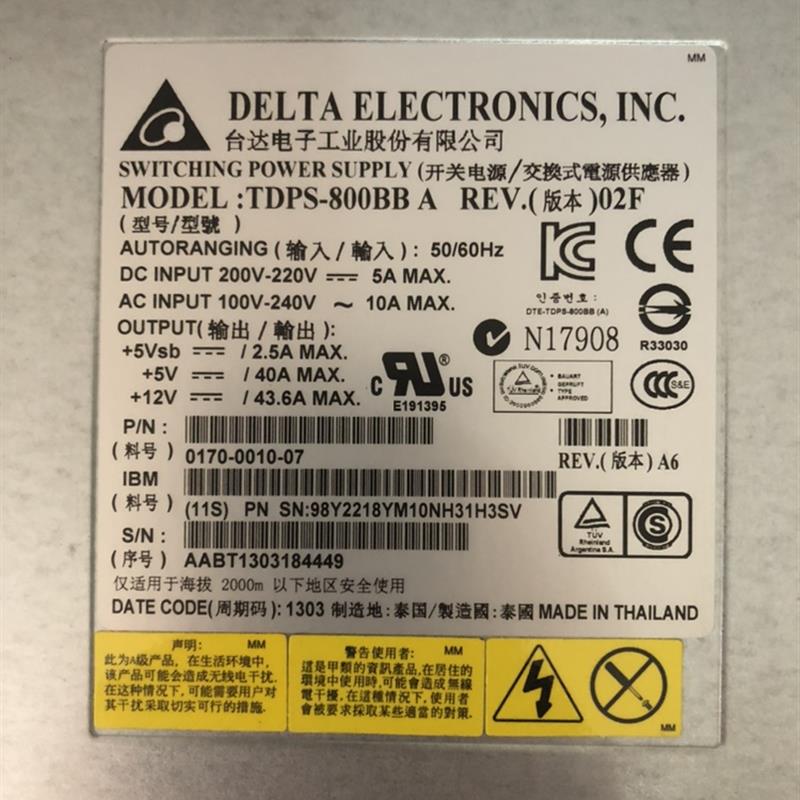 MM
DELTA ELECTRONICS, INC.
台达电子工业股份有限公司
SWITCHING POWER SUPPLY (开关电源/交換式電源供應器)
MODEL :TDPS-800BB A REV.(版本)02F
(型号/型號 )
AUTORANGING (输入 / 輸入) : 50/60Hz
DC INPUT 200V-220V ⎓ 5A MAX.
AC INPUT 100V-240V ~ 10A MAX.
OUTPUT(输出 / 輸出 ):
+5Vsb ⎓ / 2.5A MAX.
+5V ⎓ / 40A MAX.
+12V ⎓ / 43.6A MAX.
CE
인증번호 :
DTE-TDPS-800BB (A)
N17908
R33030
c RU ® US
E191395
BAUART
GEPRUFT
TYPE
APPROVED
CCC S&E
P/N :
(料号) 0170-0010-07
REV.(版本) A6
IBM
(料号) (11S) PN SN:98Y2218YM10NH31H3SV
S/N :
(序号) AABT1303184449
TÜV
Rheinland
Argentina S.A.
S
仅适用于海拔 2000m 以下地区安全使用
DATE CODE(周期码) : 1303 制造地:泰国/製造國:泰國 MADE IN THAILAND
声明: MM
此为A级产品, 在生活环境中,
该产品可能会造成无线电干扰.
在这种情况下, 可能需要用户对
其干扰采取切实可行的措施.
警告使用者: MM
這是甲類的資訊產品,在居住的
環境中使用時,可能會造成無線
電干擾. 在這種情況下, 使用者
會被要求採取某些適當的對策.
MM